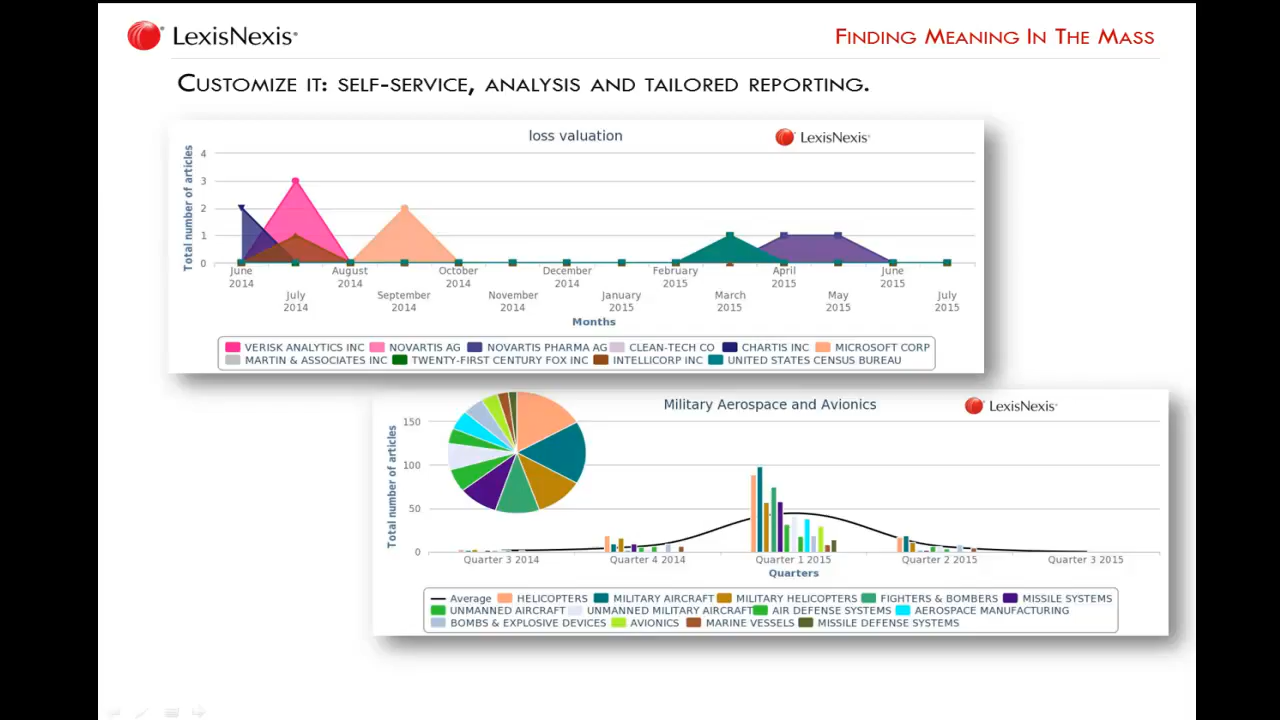 LexisNexis®
FINDING MEANING IN THE MASS
CUSTOMIZE IT: SELF-SERVICE, ANALYSIS AND TAILORED REPORTING.
loss valuation
LexisNexis®
Total number of articles
4
3
2
1
0
June 2014
July 2014
August 2014
September 2014
October 2014
November 2014
December 2014
January 2015
February 2015
March 2015
April 2015
May 2015
June 2015
July 2015
Months
VERISK ANALYTICS INC NOVARTIS AG NOVARTIS PHARMA AG CLEAN-TECH CO CHARTIS INC MICROSOFT CORP
MARTIN & ASSOCIATES INC TWENTY-FIRST CENTURY FOX INC INTELLICORP INC UNITED STATES CENSUS BUREAU
Military Aerospace and Avionics
LexisNexis®
Total number of articles
150
100
50
0
Quarter 3 2014 Quarter 4 2014 Quarter 1 2015 Quarter 2 2015 Quarter 3 2015
Quarters
Average HELICOPTERS MILITARY AIRCRAFT MILITARY HELICOPTERS FIGHTERS & BOMBERS MISSILE SYSTEMS
UNMANNED AIRCRAFT UNMANNED MILITARY AIRCRAFT AIR DEFENSE SYSTEMS AEROSPACE MANUFACTURING
BOMBS & EXPLOSIVE DEVICES AVIONICS MARINE VESSELS MISSILE DEFENSE SYSTEMS